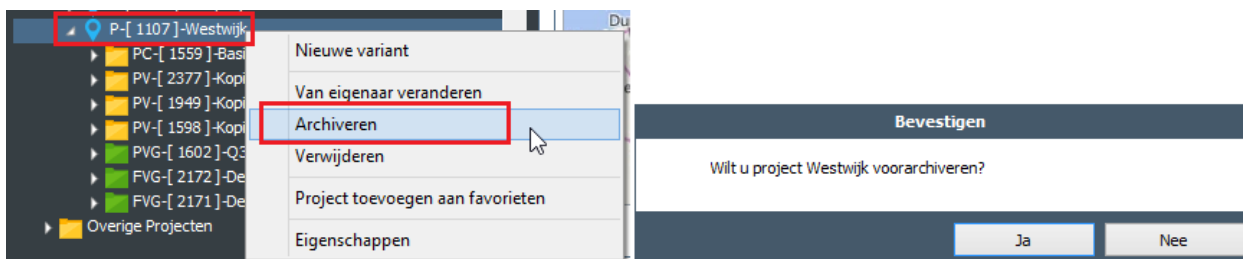 P-[ 1107 ]-Westwijk
PC-[ 1559 ]-Basi
PV-[ 2377 ]-Kopi
PV-[ 1949 ]-Kopi
PV-[ 1598 ]-Kopi
PVG-[ 1602 ]-Q3
FVG-[ 2172 ]-De
FVG-[ 2171 ]-De
Overige Projecten
Nieuwe variant
Van eigenaar veranderen
Archiveren
Verwijderen
Project toevoegen aan favorieten
Eigenschappen
Du
Bevestigen
Wilt u project Westwijk voorarchiveren?
Ja
Nee